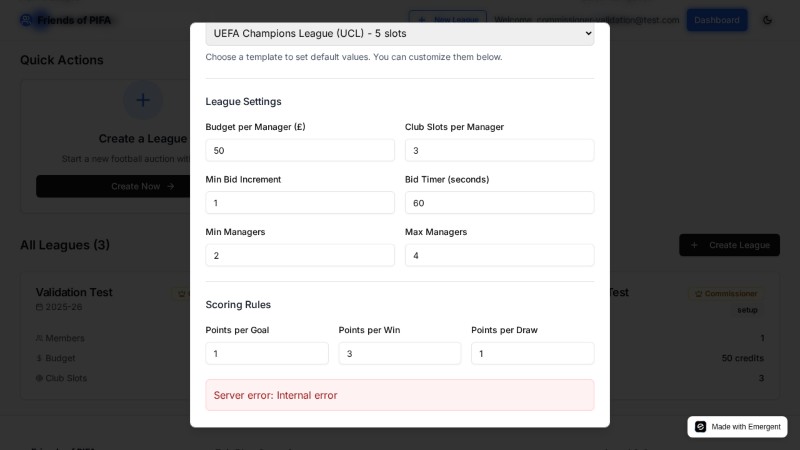 Friends of PIFA
New League
Welcome, commissioner-validation@test.com
Dashboard
UEFA Champions League (UCL) - 5 slots
Choose a template to set default values. You can customize them below.
Quick Actions
Create a League
Start a new football auction with
Create Now →
League Settings
Budget per Manager (£)
Club Slots per Manager
50
3
Min Bid Increment
Bid Timer (seconds)
1
60
Min Managers
Max Managers
2
4
Scoring Rules
Points per Goal
Points per Win
Points per Draw
1
3
1
Server error: Internal error
All Leagues (3)
+ Create League
Validation Test
2025-26
Members
$ Budget
Club Slots
Test
Commissioner
setup
1
50 credits
3
Made with Emergent